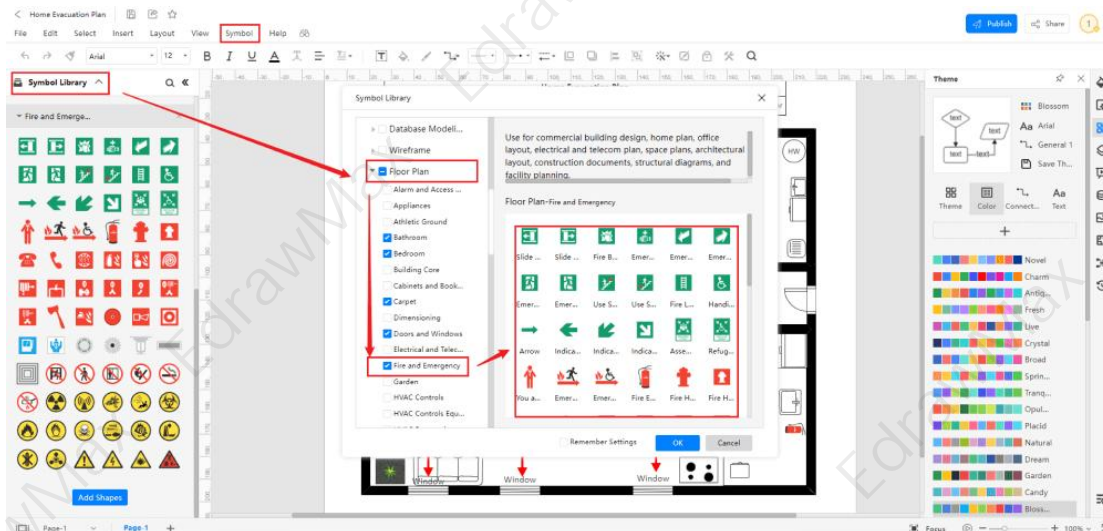 Home Evacuation Plan
Publish
Share
1
File Edit Select Insert Layout View Symbol Help
Arial 12 B I U A T
Symbol Library
Fire and Emerge...
Add Shapes
Symbol Library
Database Modeli...
Wireframe
Floor Plan
Alarm and Access ...
Appliances
Athletic Ground
Bathroom
Bedroom
Building Core
Cabinets and Book...
Carpet
Dimensioning
Doors and Windows
Electrical and Telec...
Fire and Emergency
Garden
HVAC Controls
HVAC Controls Equ...
Use for commercial building design, home plan, office
layout, electrical and telecom plan, space plans, architectural
layout, construction documents, structural diagrams, and
facility planning.
Floor Plan-Fire and Emergency
Slide ... Slide ... Fire B... Emer... Emer... Emer...
Emer... Emer... Use S... Use S... Fire L... Handi...
Arrow Indica... Indica... Indica... Asse... Refug...
You a... Emer... Emer... Fire E... Fire H... Fire H...
Remember Settings OK Cancel
HW
Window Window Window
Theme
text text text text
Blossom
Aa Arial
General 1
Save Th...
Theme Color Connect... Text
Novel
Charm
Antiq...
Fresh
Live
Crystal
Broad
Sprin...
Tranq...
Opul...
Placid
Natural
Dream
Garden
Candy
Bloss...
Page-1 Page-1 Focus 100%
EdrawMax